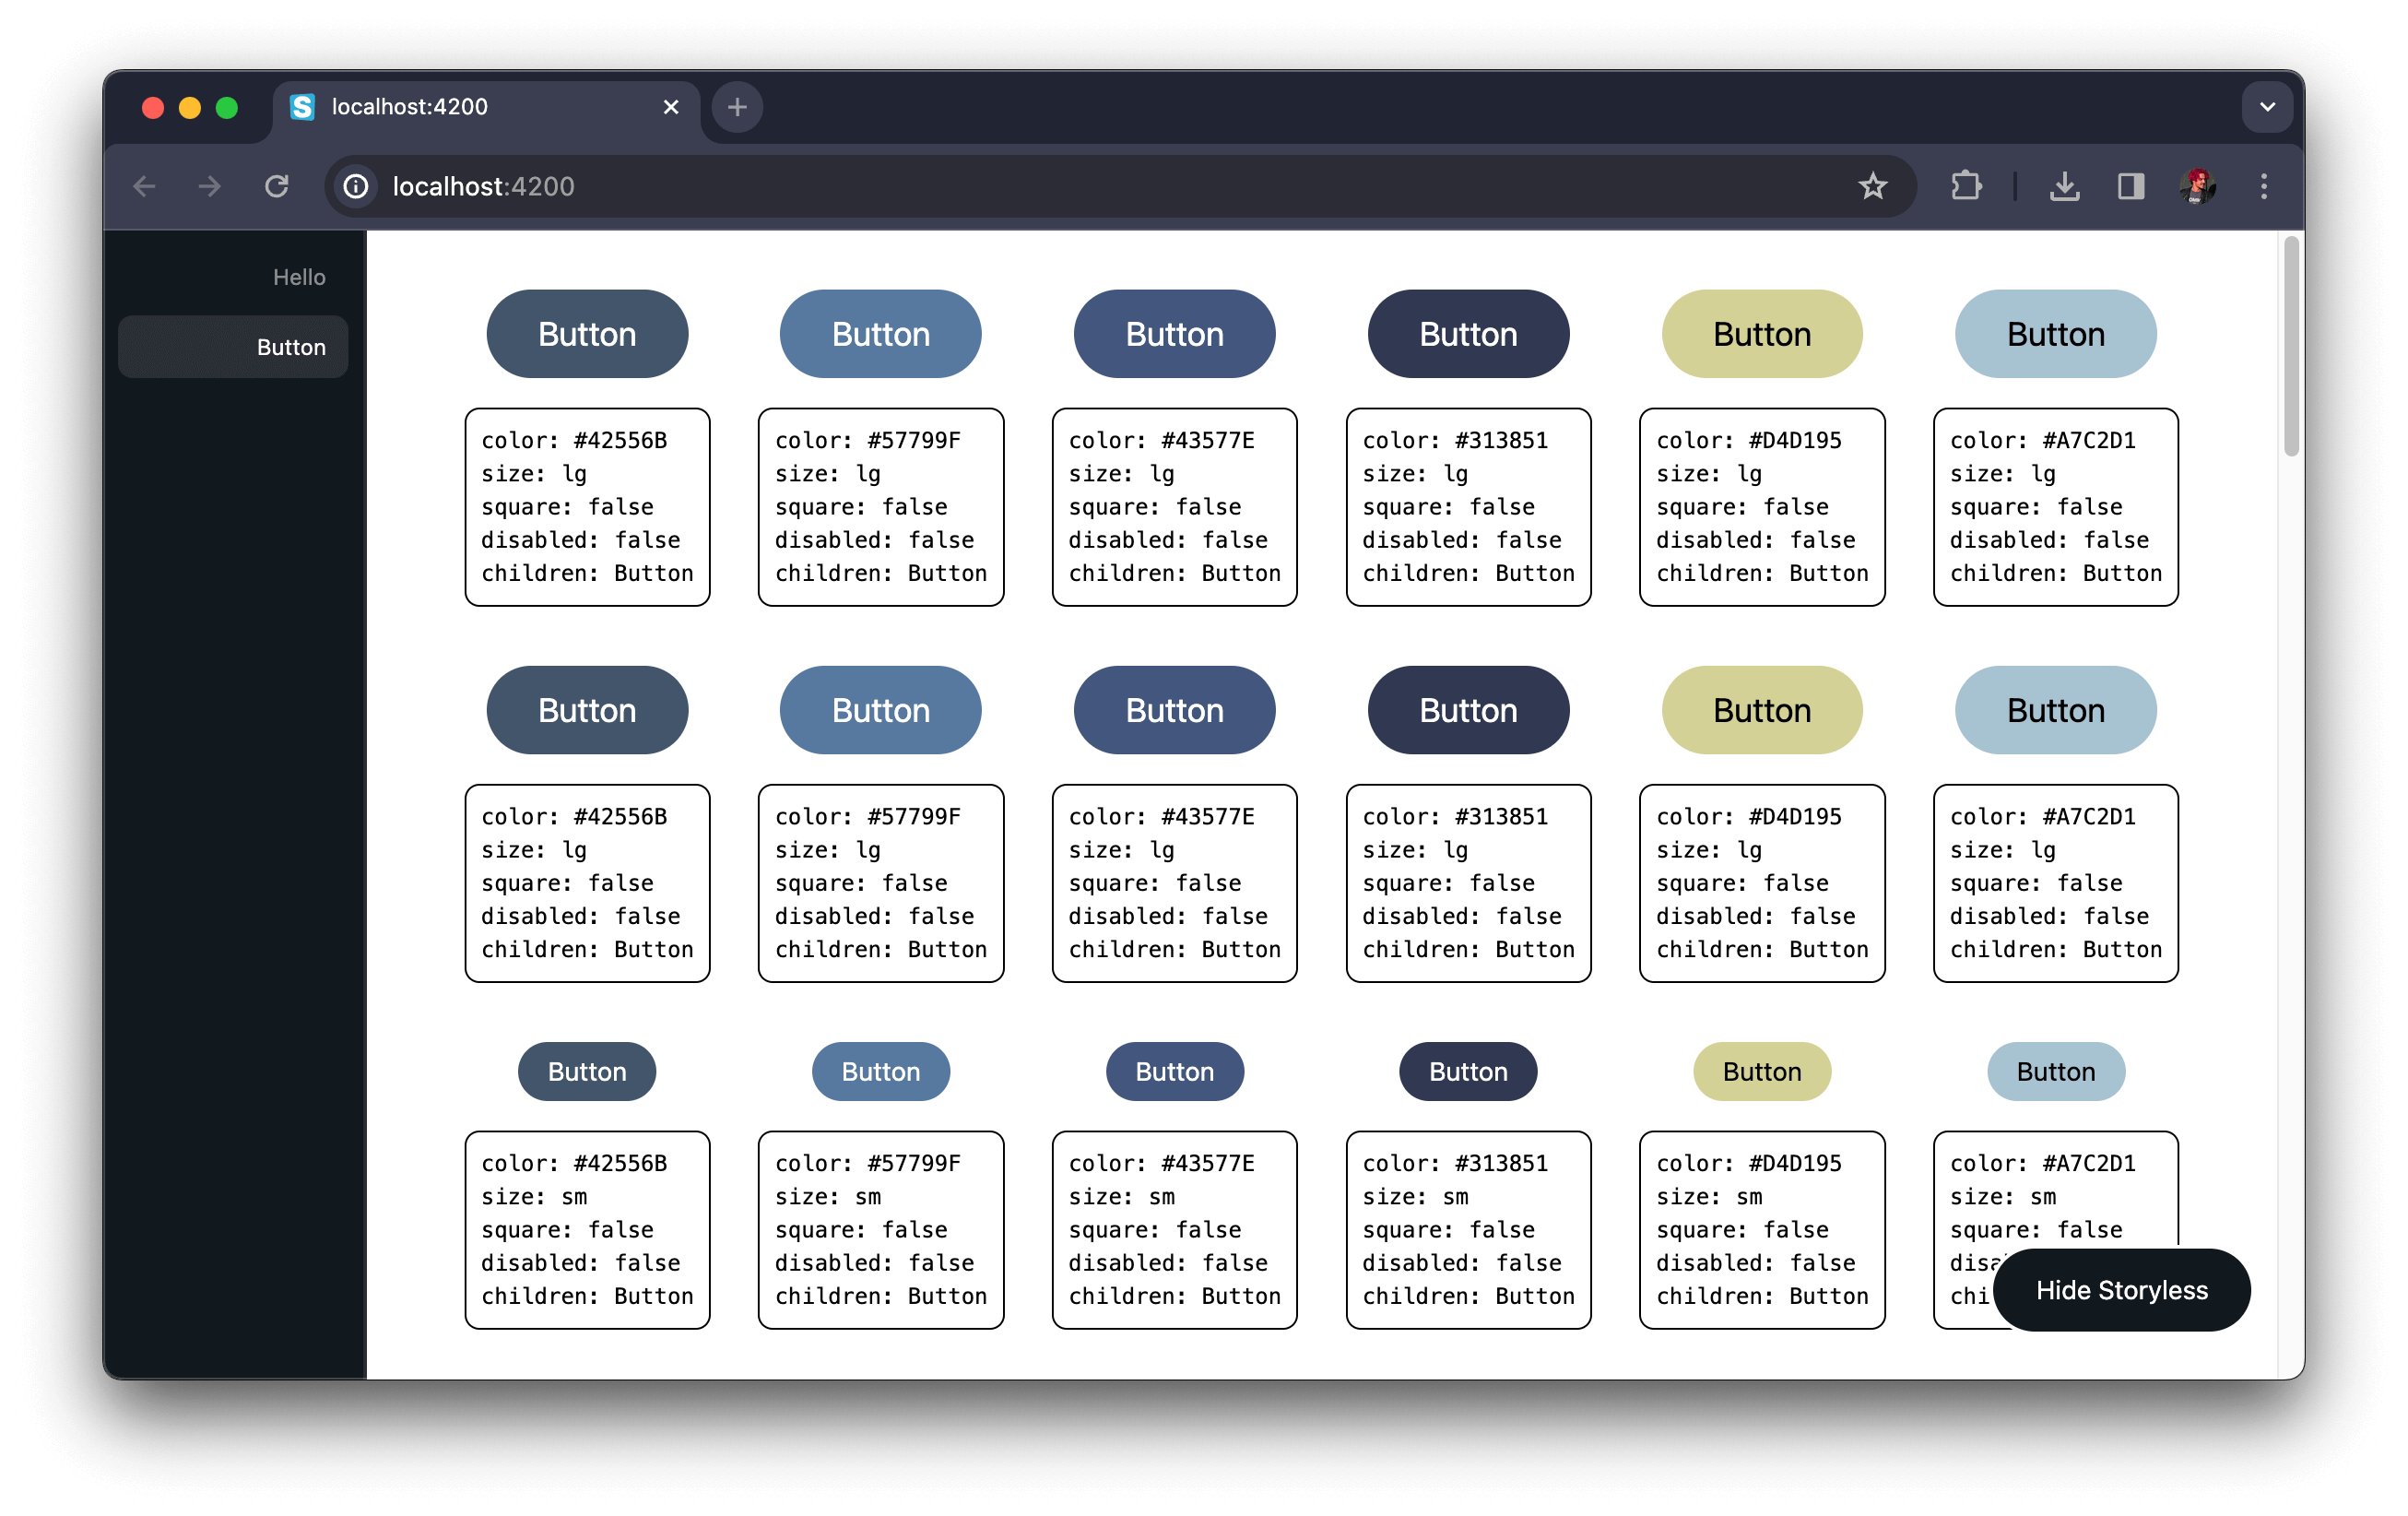 localhost:4200
localhost:4200
Hello
Button
Button Button Button Button Button Button
color: #42556B color: #57799F color: #43577E color: #313851 color: #D4D195 color: #A7C2D1
size: lg size: lg size: lg size: lg size: lg size: lg
square: false square: false square: false square: false square: false square: false
disabled: false disabled: false disabled: false disabled: false disabled: false disabled: false
children: Button children: Button children: Button children: Button children: Button children: Button
Button Button Button Button Button Button
color: #42556B color: #57799F color: #43577E color: #313851 color: #D4D195 color: #A7C2D1
size: lg size: lg size: lg size: lg size: lg size: lg
square: false square: false square: false square: false square: false square: false
disabled: false disabled: false disabled: false disabled: false disabled: false disabled: false
children: Button children: Button children: Button children: Button children: Button children: Button
Button Button Button Button Button Button
color: #42556B color: #57799F color: #43577E color: #313851 color: #D4D195 color: #A7C2D1
size: sm size: sm size: sm size: sm size: sm size: sm
square: false square: false square: false square: false square: false square: false
disabled: false disabled: false disabled: false disabled: false disabled: false
children: Button children: Button children: Button children: Button children: Button chi
Hide Storyless